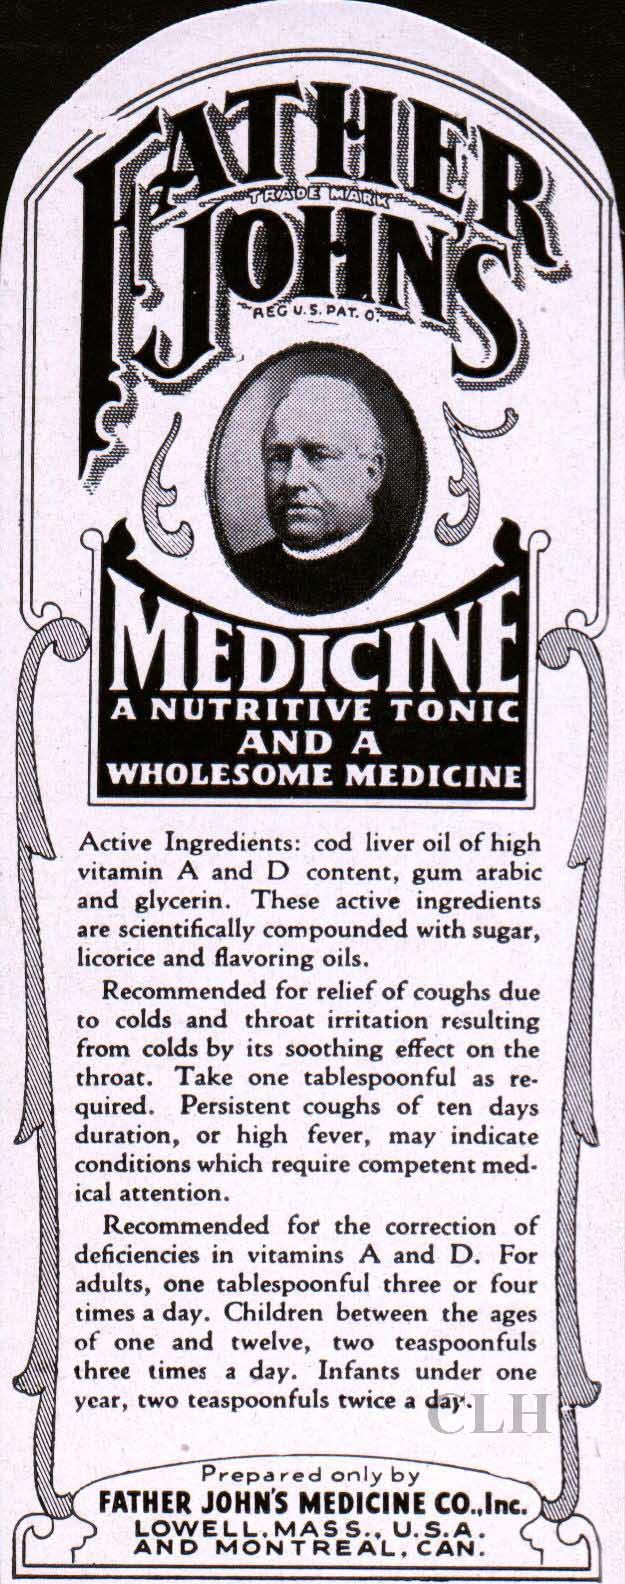 FATHER
TRADE MARK
JOHN'S
REG U.S. PAT. O.
MEDICINE
A NUTRITIVE TONIC
AND A
WHOLESOME MEDICINE
Active Ingredients: cod liver oil of high
vitamin A and D content, gum arabic
and glycerin. These active ingredients
are scientifically compounded with sugar,
licorice and flavoring oils.
Recommended for relief of coughs due
to colds and throat irritation resulting
from colds by its soothing effect on the
throat. Take one tablespoonful as re-
quired. Persistent coughs of ten days
duration, or high fever, may indicate
conditions which require competent med-
ical attention.
Recommended for the correction of
deficiencies in vitamins A and D. For
adults, one tablespoonful three or four
times a day. Children between the ages
of one and twelve, two teaspoonfuls
three times a day. Infants under one
year, two teaspoonfuls twice a day.
CLH
Prepared only by
FATHER JOHN'S MEDICINE CO., Inc.
LOWELL, MASS., U.S.A.
AND MONTREAL, CAN.